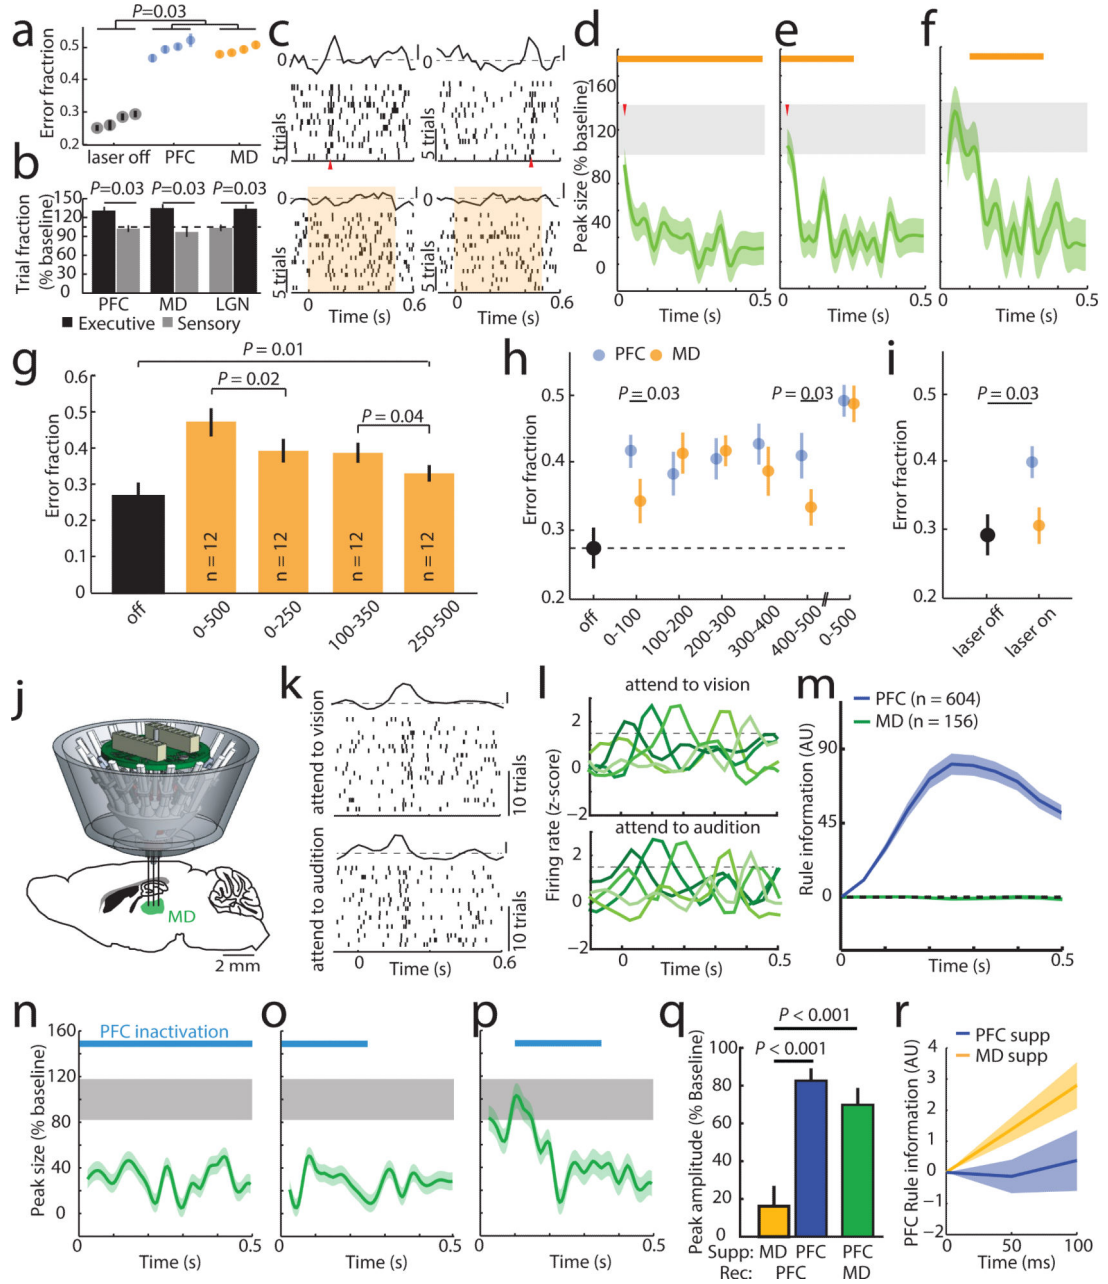 a
P=0.03
0.5
0.4
0.3
0.2
Error fraction
laser off
PFC
MD
b
P=0.03 P=0.03 P=0.03
150
120
90
60
30
0
Trial fraction
(% baseline)
PFC
MD
LGN
Executive
Sensory
c
0
0
5 trials
5 trials
0
0
5 trials
5 trials
0
0.6
0
0.6
Time (s)
Time (s)
d
160
120
80
40
0
Peak size (% baseline)
0
0.5
Time (s)
e
0
0.5
Time (s)
f
0
0.5
Time (s)
g
P = 0.01
P = 0.02
P = 0.04
0.6
0.5
0.4
0.3
0.2
0.1
0
Error fraction
n = 12
n = 12
n = 12
n = 12
off
0-500
0-250
100-350
250-500
h
PFC
MD
P = 0.03
P = 0.03
0.5
0.4
0.3
0.2
Error fraction
off
0-100
100-200
200-300
300-400
400-500
0-500
i
P = 0.03
0.5
0.4
0.3
0.2
Error fraction
laser off
laser on
j
MD
2 mm
k
attend to vision
10 trials
attend to audition
10 trials
0
0.6
Time (s)
l
attend to vision
2
0
−2
Firing rate (z-score)
attend to audition
2
0
−2
0
0.5
Time (s)
m
PFC (n = 604)
MD (n = 156)
90
45
0
Rule information (AU)
0
0.5
Time (s)
n
PFC inactivation
160
120
80
40
0
Peak size (% baseline)
0
0.5
Time (s)
o
0
0.5
Time (s)
p
0
0.5
Time (s)
q
P < 0.001
P < 0.001
100
80
60
40
20
0
Peak amplitude (% Baseline)
Supp: MD PFC PFC
Rec: PFC MD
r
PFC supp
MD supp
4
3
2
1
0
−1
−2
PFC Rule information (AU)
0
50
100
Time (ms)